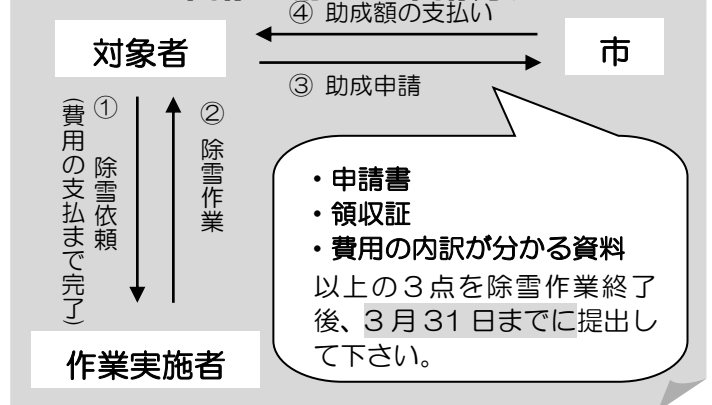 ④ 助成額の支払い
対象者
市
③ 助成申請
① 除雪依頼
(費用の支払まで完了)
② 除雪作業
・申請書
・領収証
・費用の内訳が分かる資料
以上の３点を除雪作業終了
後、３月 31 日までに提出し
て下さい。
作業実施者